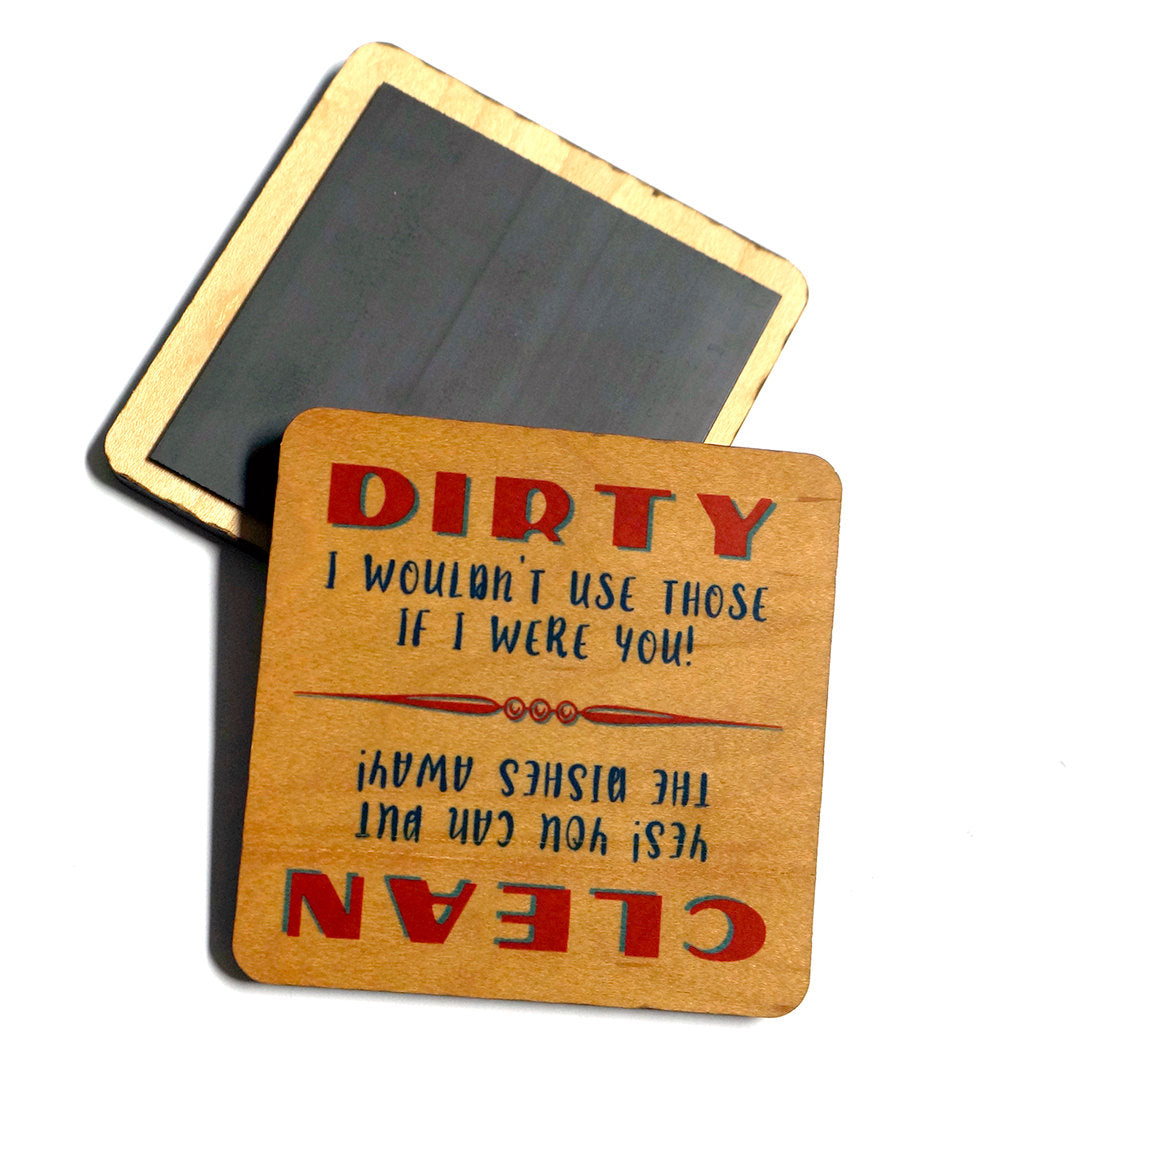 DIRTY
I WOULDN'T USE THOSE
IF I WERE YOU!
CLEAN
YES! YOU CAN PUT
THE DISHES AWAY!